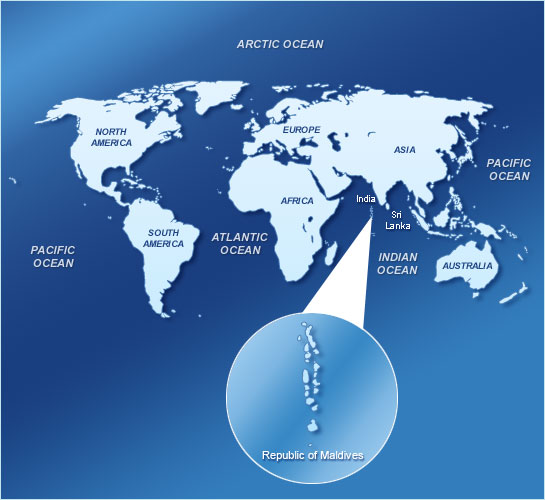 ARCTIC OCEAN
NORTH
AMERICA
EUROPE
ASIA
PACIFIC
OCEAN
India
AFRICA
Sri
Lanka
SOUTH
AMERICA
ATLANTIC
OCEAN
PACIFIC
OCEAN
INDIAN
OCEAN
AUSTRALIA
Republic of Maldives